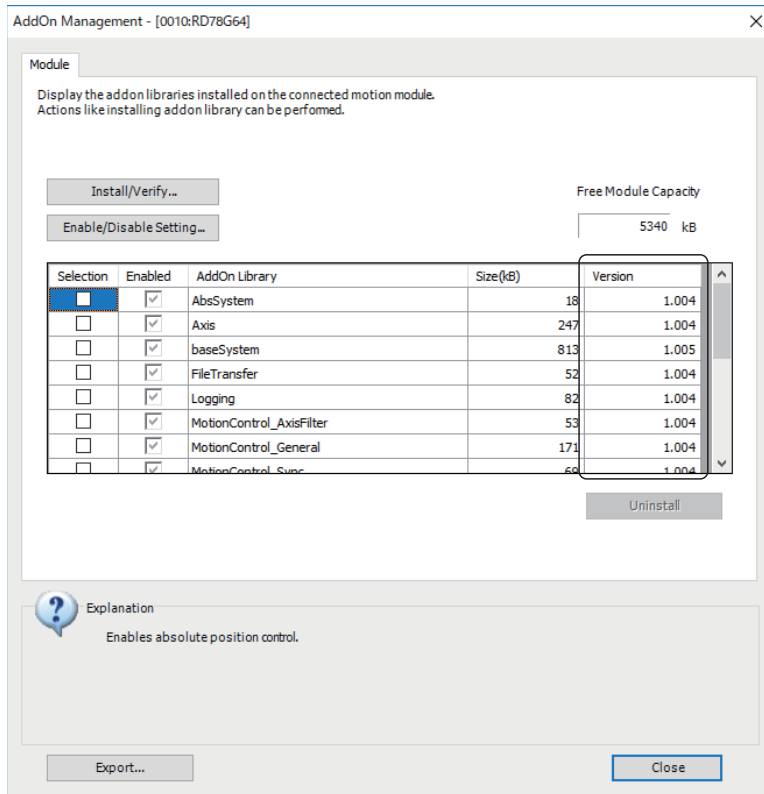 AddOn Management - [0010:RD78G64]
Module
Display the addon libraries installed on the connected motion module.
Actions like installing addon library can be performed.
Install/Verify...
Free Module Capacity
Enable/Disable Setting...
5340 kB
Selection Enabled AddOn Library Size(kB) Version
AbsSystem 18 1.004
Axis 247 1.004
baseSystem 813 1.005
FileTransfer 52 1.004
Logging 82 1.004
MotionControl_AxisFilter 53 1.004
MotionControl_General 171 1.004
MotionControl_Sync 69 1.004
Uninstall
Explanation
Enables absolute position control.
Export... Close